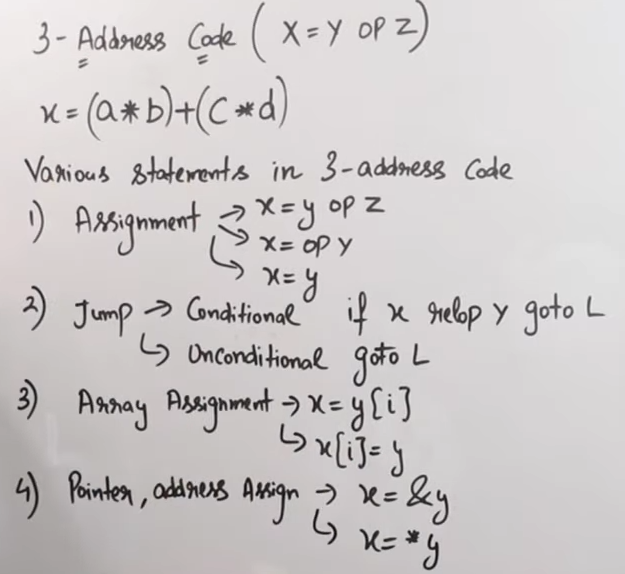 3-Address Code (X=Y OP Z)
x=(a*b)+(c*d)
Various statements in 3-address Code
1) Assignment → x=y op z
↘ x= op y
↳ x=y
2) Jump → Conditional if x relop y goto L
↳ Unconditional goto L
3) Array Assignment → x=y[i]
↳ x[i]=y
4) Pointer, address Assign → x=&y
↳ x=*y